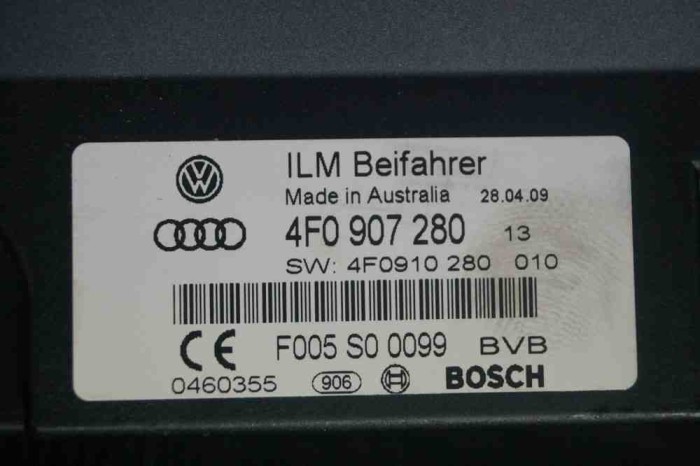 ILM Beifahrer
Made in Australia 28.04.09
4F0 907 280 13
SW: 4F0910 280 010
F005 S0 0099 BVB
CE
0460355 906 BOSCH